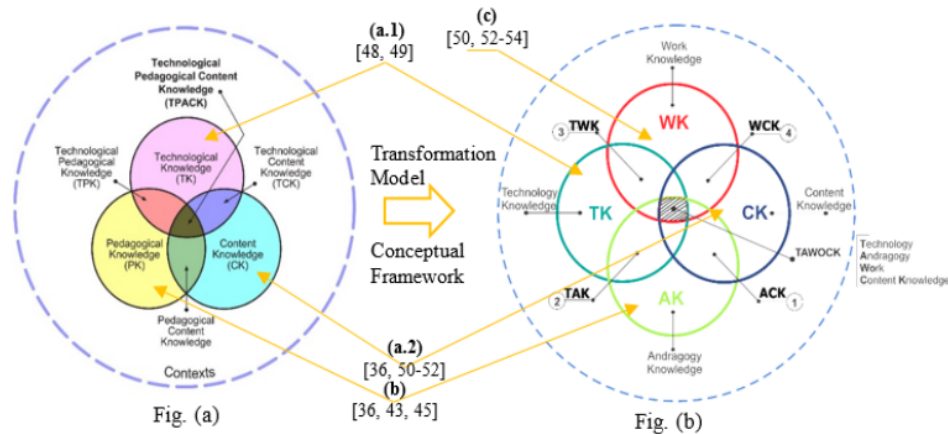 (a.1)
[48, 49]
(c)
[50, 52-54]
Technological
Pedagogical Content
Knowledge
(TPACK)
Technological
Pedagogical
Knowledge (TPK)
Technological
Knowledge
(TK)
Technological
Content
Knowledge
(TCK)
Pedagogical
Knowledge
(PK)
Content
Knowledge
(CK)
Pedagogical
Content
Knowledge
Contexts
Fig. (a)
Transformation
Model
Conceptual
Framework
(a.2)
[36, 50-52]
(b)
[36, 43, 45]
Work
Knowledge
WK
TWK
3
WCK
4
Technology
Knowledge
TK
CK
Content
Knowledge
TAWOCK
Technology
Andragogy
Work
Content Knowledge
TAK
2
AK
ACK
1
Andragogy
Knowledge
Fig. (b)